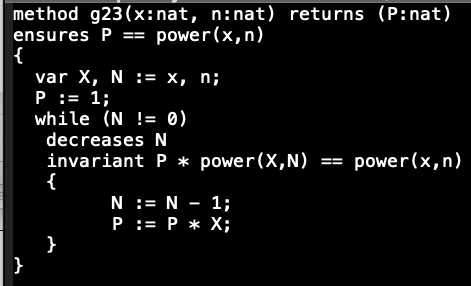 method g23(x:nat, n:nat) returns (P:nat)
ensures P == power(x,n)
{
var X, N := x, n;
P := 1;
while (N != 0)
decreases N
invariant P * power(X,N) == power(x,n)
{
N := N - 1;
P := P * X;
}
}